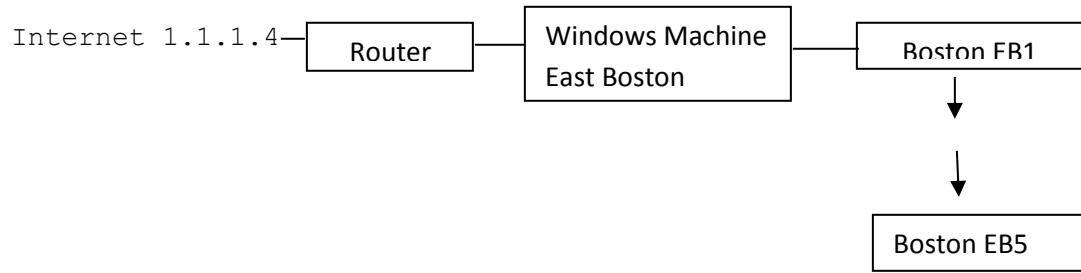 Internet 1.1.1.4
Router
Windows Machine
East Boston
Boston EB1
Boston EB5